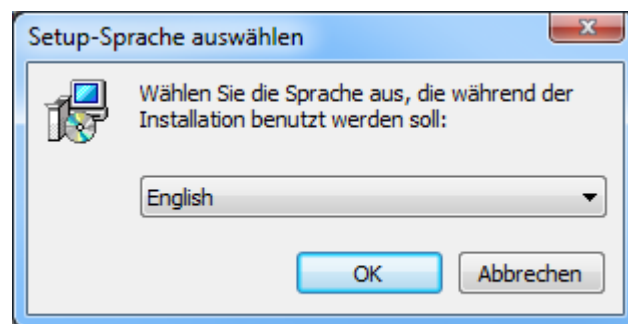 Setup-Sprache auswählen
Wählen Sie die Sprache aus, die während der
Installation benutzt werden soll:
English
OK Abbrechen